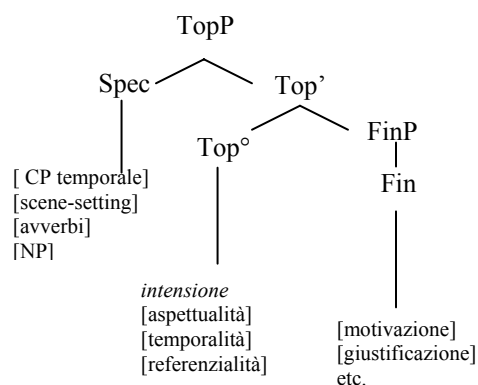 TopP
Spec Top’
Top° FinP
Fin
[ CP temporale]
[scene-setting]
[avverbi]
[NP]
intensione
[aspettualità]
[temporalità]
[referenzialità]
[motivazione]
[giustificazione]
etc.